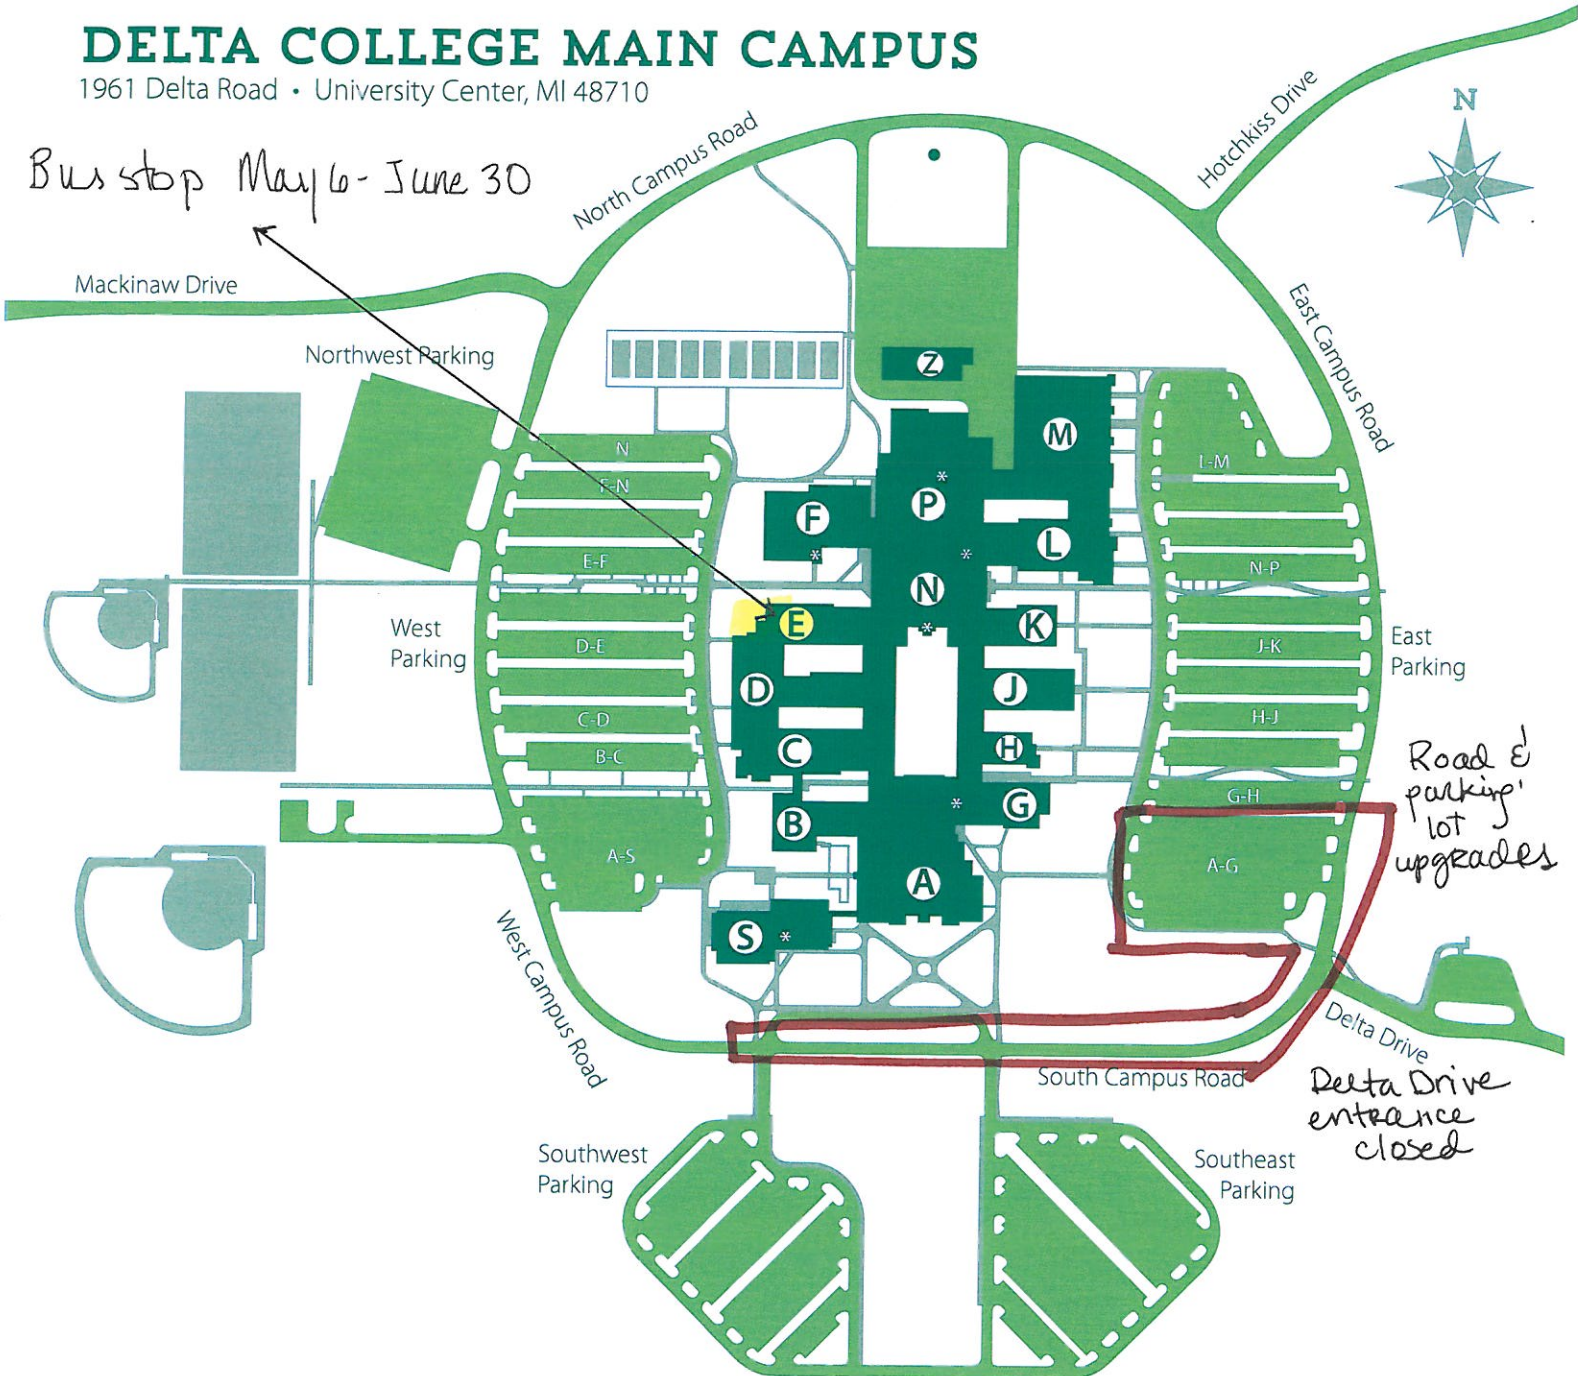 DELTA COLLEGE MAIN CAMPUS
1961 Delta Road • University Center, MI 48710
N
Bus stop May 6 - June 30
North Campus Road
Hotchkiss Drive
Mackinaw Drive
East Campus Road
Northwest Parking
Z
M
N
L-M
F-N
P
F
L
E-F
N-P
N
E
K
West
Parking
D-E
J-K
East
Parking
D
J
C-D
H-J
B-C
C
H
Road &
parking
lot
upgrades
G-H
G
B
A-S
A-G
A
S
West Campus Road
Delta Drive
South Campus Road
Delta Drive
entrance
closed
Southwest
Parking
Southeast
Parking